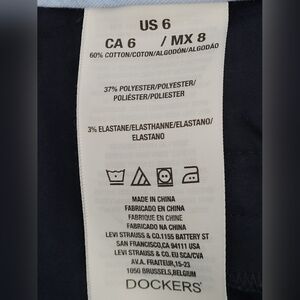 US 6
CA 6 / MX 8
60% COTTON/COTON/ALGODÓN/ALGODÃO
37% POLYESTER/POLYESTER/
POLIÉSTER/POLIÉSTER
3% ELASTANE/ELASTHANNE/ELASTANO/
ELASTANO
MADE IN CHINA
FABRICADO EN CHINA
FABRIQUE EN CHINE
FABRICADO NA CHINA
LEVI STRAUSS & CO.1155 BATTERY ST
SAN FRANCISCO,CA 94111 USA
LEVI STRAUSS & CO.EU SCA/CVA
AV.A. FRAITEUR,15-23
1050 BRUSSELS,BELGIUM
DOCKERS